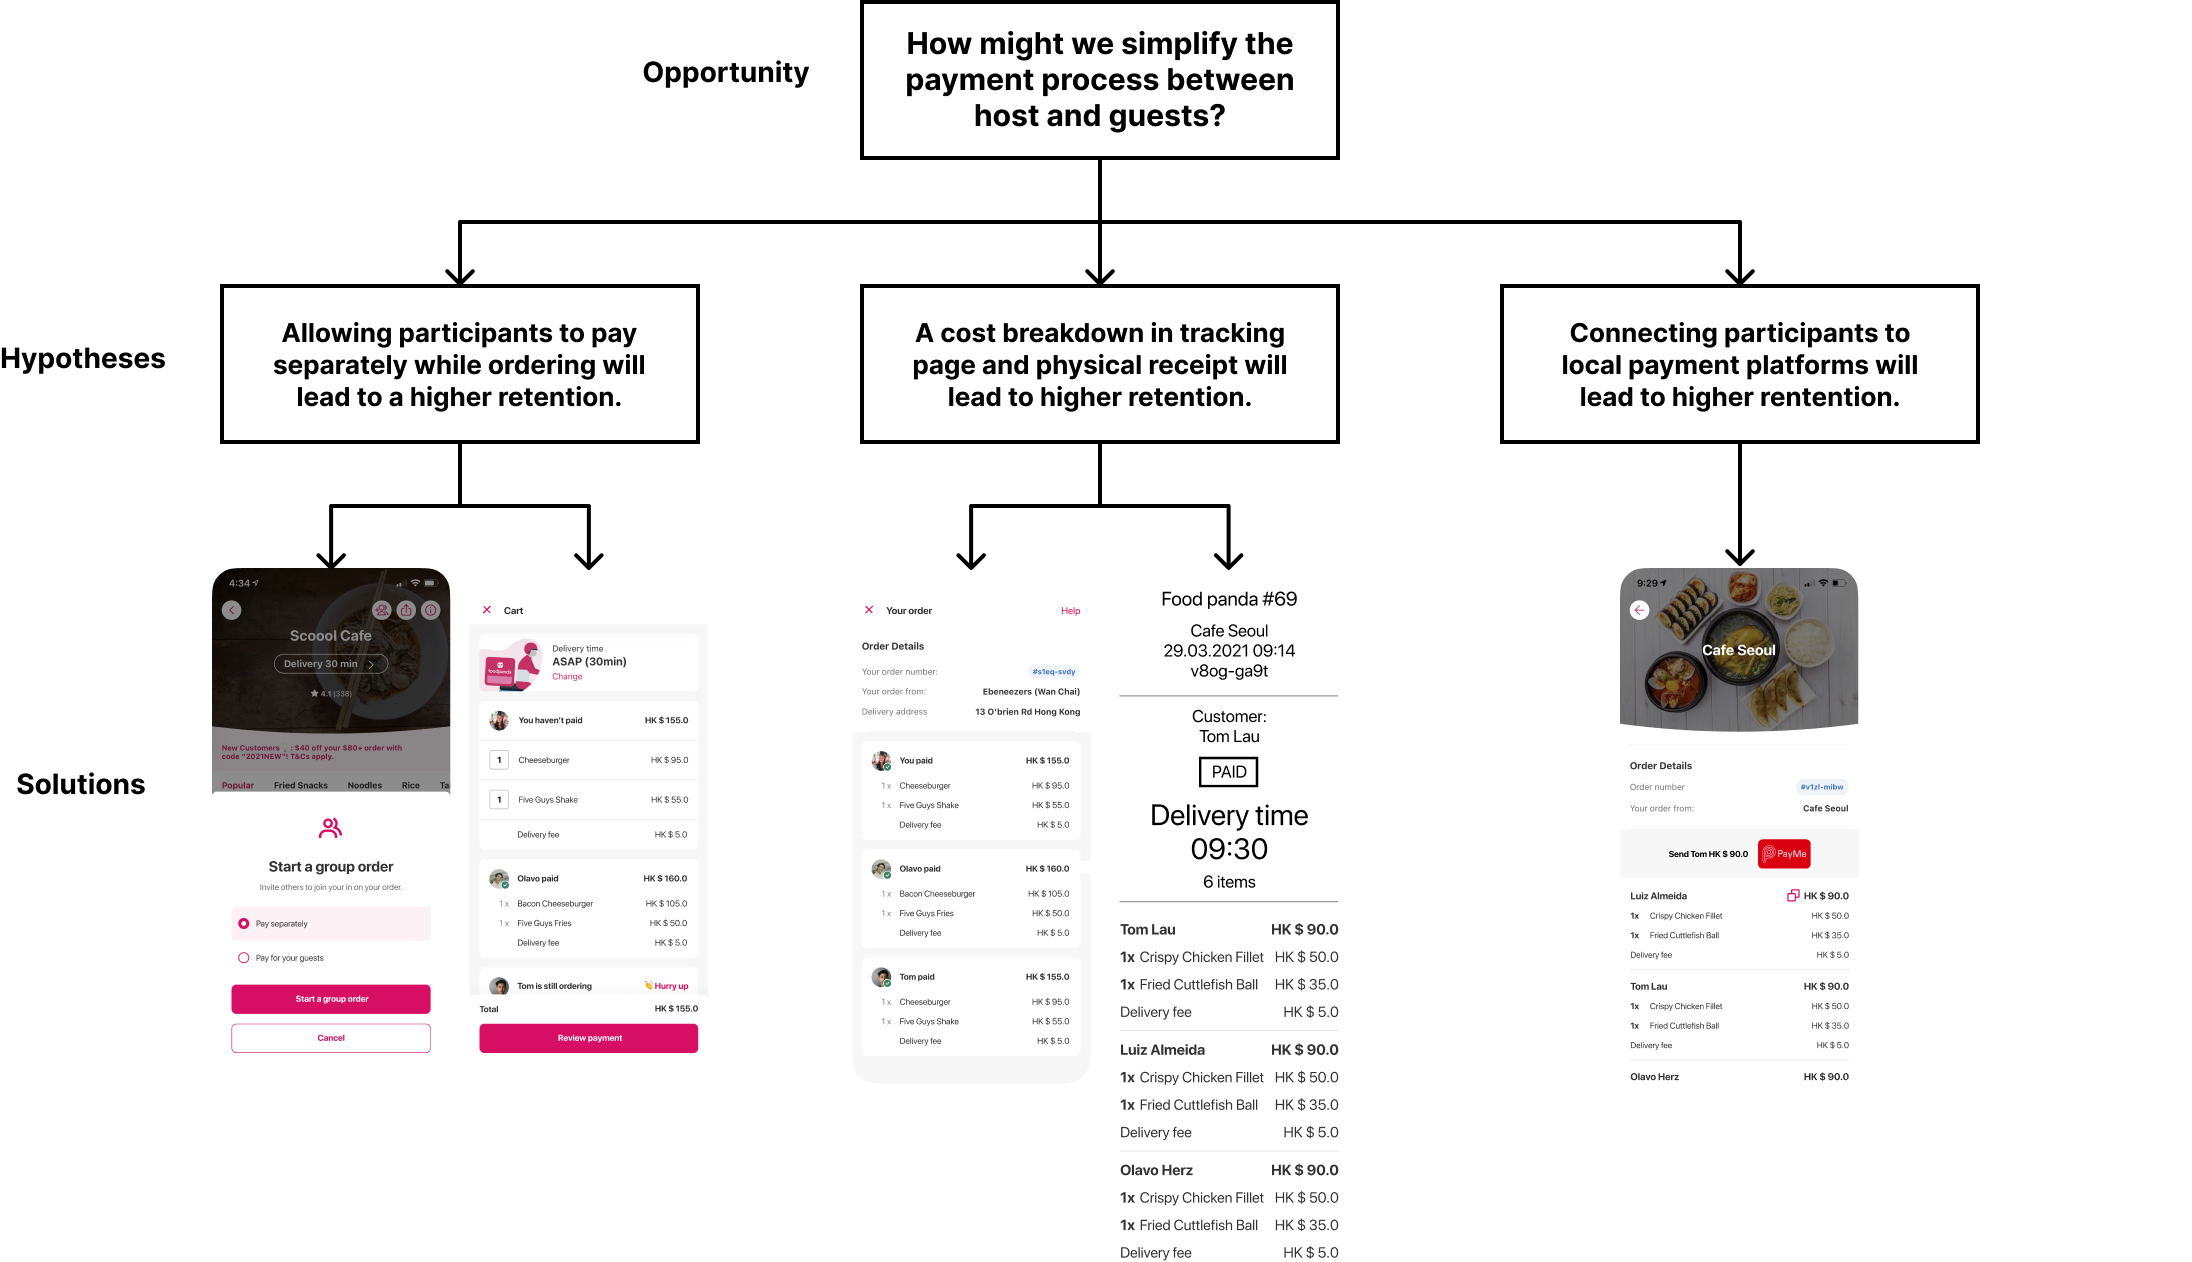 Opportunity
How might we simplify the
payment process between
host and guests?
Hypotheses
Allowing participants to pay
separately while ordering will
lead to a higher retention.
A cost breakdown in tracking
page and physical receipt will
lead to higher retention.
Connecting participants to
local payment platforms will
lead to higher rentention.
Solutions
4:34
Scoool Cafe
Delivery 30 min
4.1 (338)
New Customers : $40 off your $80+ order with
code "2021NEW"! T&Cs apply.
Popular Fried Snacks Noodles Rice Ta
Start a group order
Invite others to join your in on your order.
Pay separately
Pay for your guests
Start a group order
Cancel
Cart
foodpanda
Delivery time
ASAP (30min)
Change
You haven't paid HK $ 155.0
1 Cheeseburger HK $ 95.0
1 Five Guys Shake HK $ 55.0
Delivery fee HK $ 5.0
Olavo paid HK $ 160.0
1 x Bacon Cheeseburger HK $ 105.0
1 x Five Guys Fries HK $ 50.0
Delivery fee HK $ 5.0
Tom is still ordering Hurry up
Total HK $ 155.0
Review payment
Your order Help
Order Details
Your order number: #s1eq-svdy
Your order from: Ebeneezers (Wan Chai)
Delivery address 13 O'brien Rd Hong Kong
You paid HK $ 155.0
1 x Cheeseburger HK $ 95.0
1 x Five Guys Shake HK $ 55.0
Delivery fee HK $ 5.0
Olavo paid HK $ 160.0
1 x Bacon Cheeseburger HK $ 105.0
1 x Five Guys Fries HK $ 50.0
Delivery fee HK $ 5.0
Tom paid HK $ 155.0
1 x Cheeseburger HK $ 95.0
1 x Five Guys Shake HK $ 55.0
Delivery fee HK $ 5.0
Food panda #69
Cafe Seoul
29.03.2021 09:14
v8og-ga9t
Customer:
Tom Lau
PAID
Delivery time
09:30
6 items
Tom Lau HK $ 90.0
1x Crispy Chicken Fillet HK $ 50.0
1x Fried Cuttlefish Ball HK $ 35.0
Delivery fee HK $ 5.0
Luiz Almeida HK $ 90.0
1x Crispy Chicken Fillet HK $ 50.0
1x Fried Cuttlefish Ball HK $ 35.0
Delivery fee HK $ 5.0
Olavo Herz HK $ 90.0
1x Crispy Chicken Fillet HK $ 50.0
1x Fried Cuttlefish Ball HK $ 35.0
Delivery fee HK $ 5.0
9:29
Cafe Seoul
Order Details
Order number #v1zl-mibw
Your order from: Cafe Seoul
Send Tom HK $ 90.0 PayMe
Luiz Almeida HK $ 90.0
1x Crispy Chicken Fillet HK $ 50.0
1x Fried Cuttlefish Ball HK $ 35.0
Delivery fee HK $ 5.0
Tom Lau HK $ 90.0
1x Crispy Chicken Fillet HK $ 50.0
1x Fried Cuttlefish Ball HK $ 35.0
Delivery fee HK $ 5.0
Olavo Herz HK $ 90.0